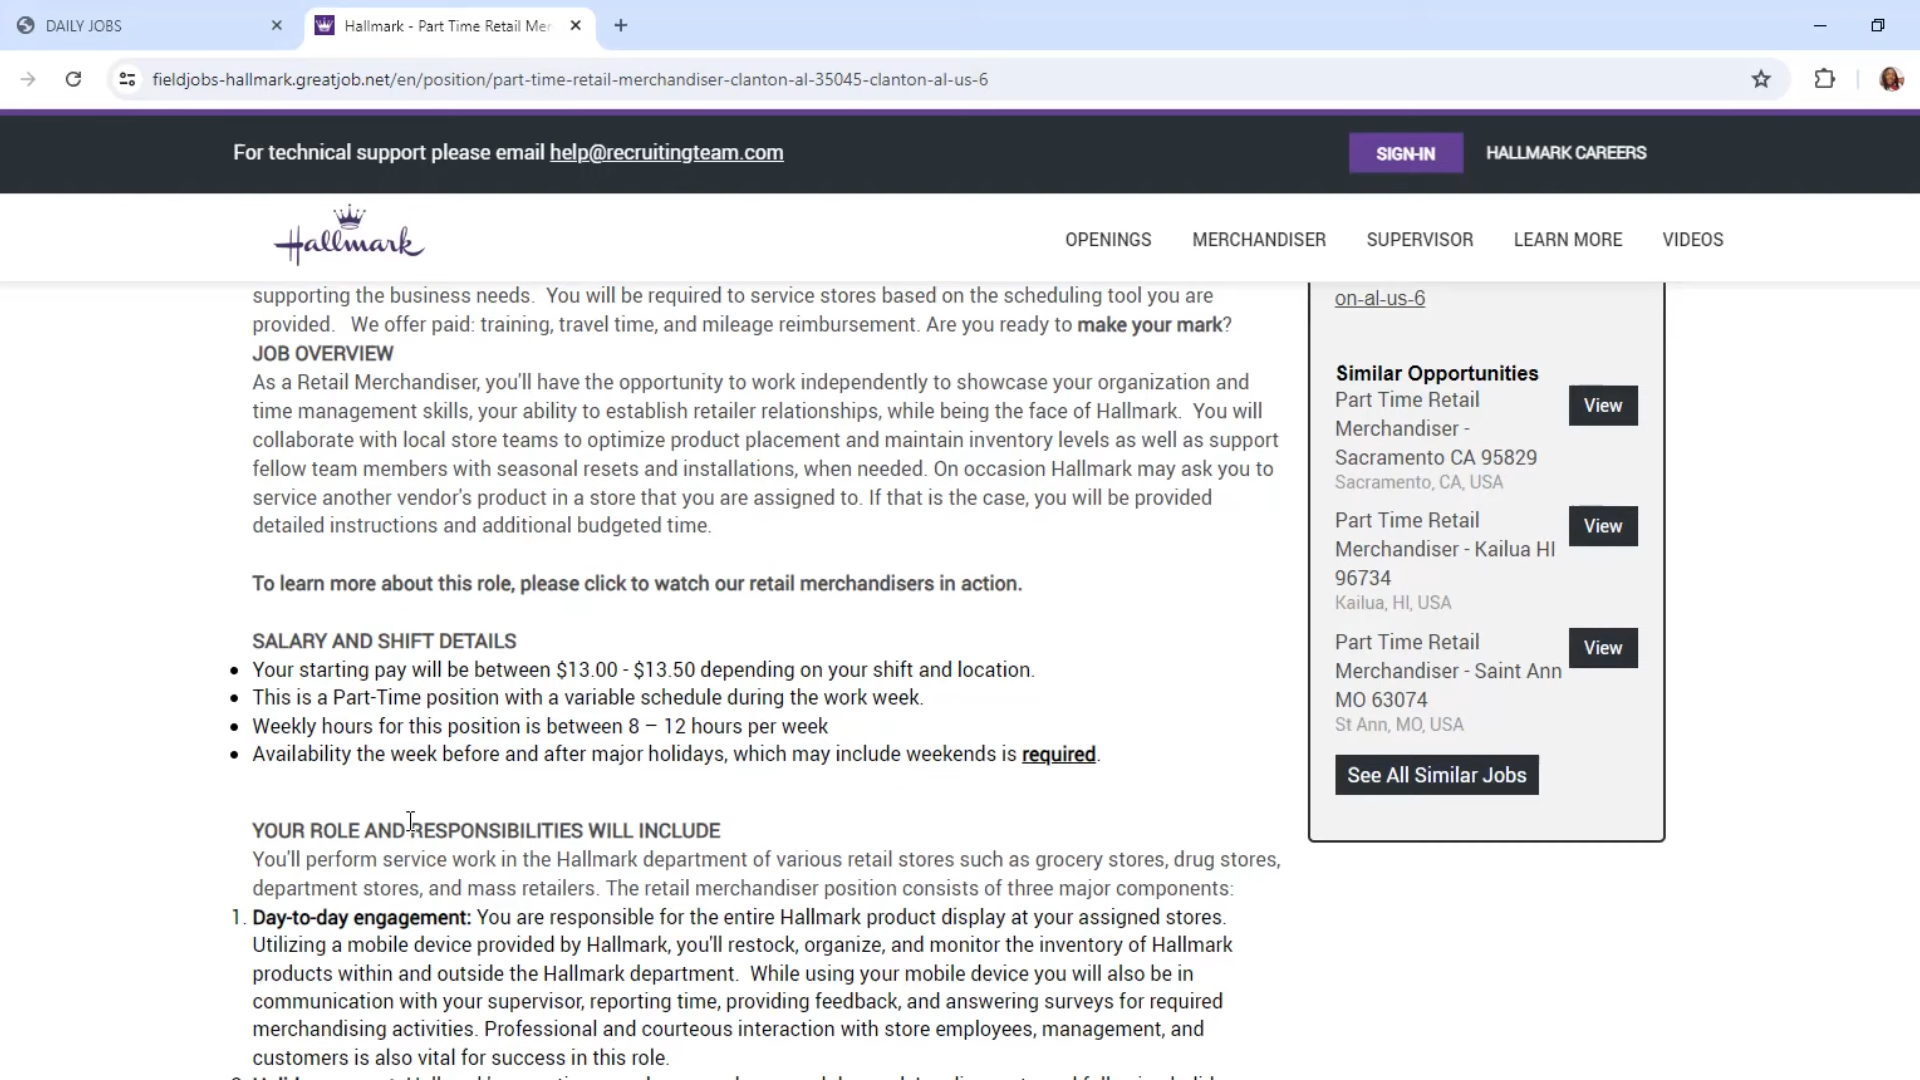 DAILY JOBS
Hallmark - Part Time Retail Mer
fieldjobs-hallmark.greatjob.net/en/position/part-time-retail-merchandiser-clanton-al-35045-clanton-al-us-6
For technical support please email help@recruitingteam.com
SIGN-IN
HALLMARK CAREERS
Hallmark
OPENINGS
MERCHANDISER
SUPERVISOR
LEARN MORE
VIDEOS
supporting the business needs. You will be required to service stores based on the scheduling tool you are
provided. We offer paid: training, travel time, and mileage reimbursement. Are you ready to make your mark?
JOB OVERVIEW
As a Retail Merchandiser, you'll have the opportunity to work independently to showcase your organization and
time management skills, your ability to establish retailer relationships, while being the face of Hallmark. You will
collaborate with local store teams to optimize product placement and maintain inventory levels as well as support
fellow team members with seasonal resets and installations, when needed. On occasion Hallmark may ask you to
service another vendor's product in a store that you are assigned to. If that is the case, you will be provided
detailed instructions and additional budgeted time.
To learn more about this role, please click to watch our retail merchandisers in action.
SALARY AND SHIFT DETAILS
• Your starting pay will be between $13.00 - $13.50 depending on your shift and location.
• This is a Part-Time position with a variable schedule during the work week.
• Weekly hours for this position is between 8 – 12 hours per week
• Availability the week before and after major holidays, which may include weekends is required.
YOUR ROLE AND RESPONSIBILITIES WILL INCLUDE
You'll perform service work in the Hallmark department of various retail stores such as grocery stores, drug stores,
department stores, and mass retailers. The retail merchandiser position consists of three major components:
1. Day-to-day engagement: You are responsible for the entire Hallmark product display at your assigned stores.
Utilizing a mobile device provided by Hallmark, you'll restock, organize, and monitor the inventory of Hallmark
products within and outside the Hallmark department. While using your mobile device you will also be in
communication with your supervisor, reporting time, providing feedback, and answering surveys for required
merchandising activities. Professional and courteous interaction with store employees, management, and
customers is also vital for success in this role.
on-al-us-6
Similar Opportunities
Part Time Retail
Merchandiser -
Sacramento CA 95829
Sacramento, CA, USA
View
Part Time Retail
Merchandiser - Kailua HI
96734
Kailua, HI, USA
View
Part Time Retail
Merchandiser - Saint Ann
MO 63074
St Ann, MO, USA
View
See All Similar Jobs